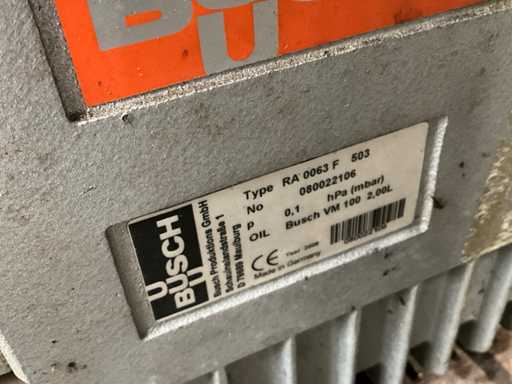 BUSCH
U
U
BUSCH
U
Busch Produktions GmbH
Schauinslandstraße 1
D 79689 Maulburg
Type RA 0063 F 503
No 080022106
p 0,1 hPa (mbar)
OIL Busch VM 100 2,00L
CE
Made in Germany